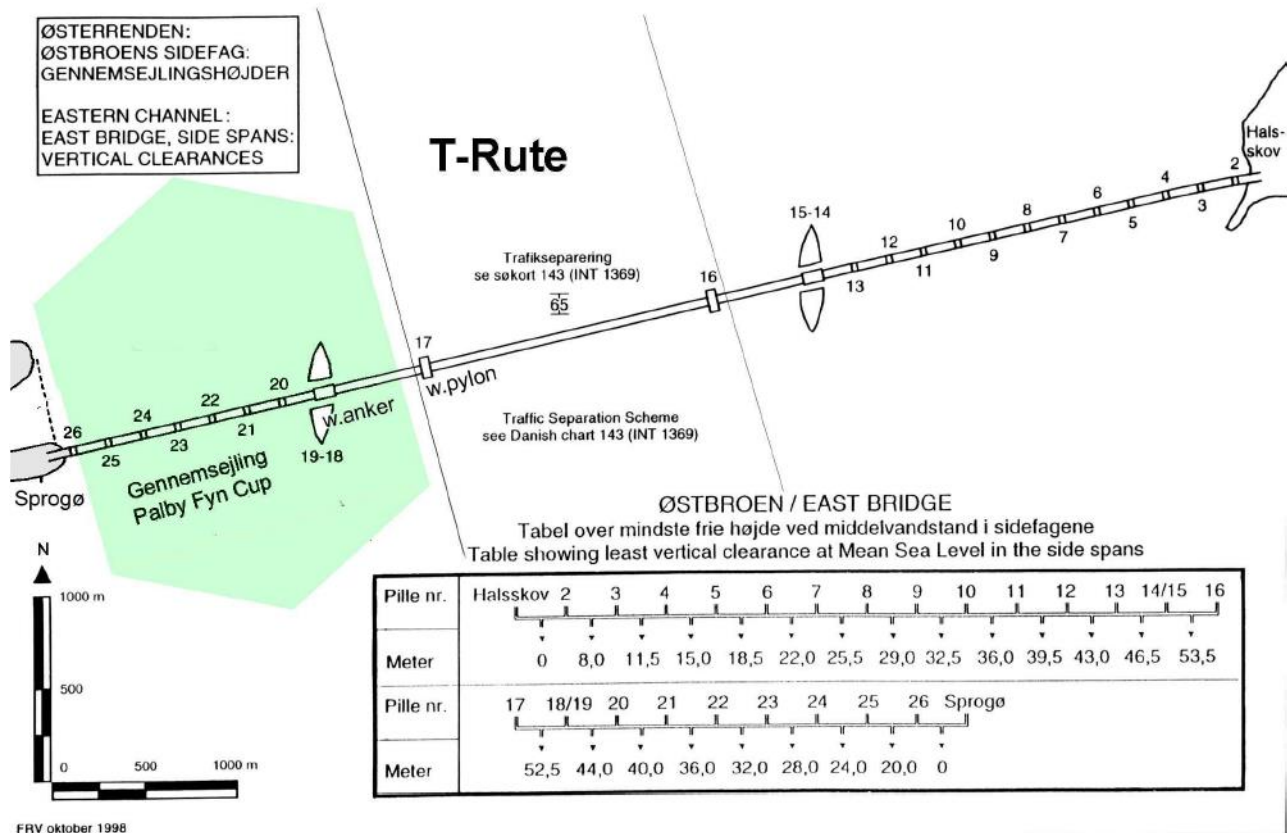 ØSTERRENDEN:
ØSTBROENS SIDEFAG:
GENNEMSEJLINGSHØJDER
EASTERN CHANNEL:
EAST BRIDGE, SIDE SPANS:
VERTICAL CLEARANCES
T-Rute
Hals-
skov
2
4
3
6
5
8
7
10
9
12
11
15-14
13
Trafikseparering
se søkort 143 (INT 1369)
65
16
17
w.pylon
20
w.anker
22
21
24
23
26
25
19-18
Gennemsejling
Palby Fyn Cup
Sprogø
Traffic Separation Scheme
see Danish chart 143 (INT 1369)
N
1000 m
500
0 500 1000 m
ØSTBROEN / EAST BRIDGE
Tabel over mindste frie højde ved middelvandstand i sidefagene
Table showing least vertical clearance at Mean Sea Level in the side spans
Pille nr. Halsskov 2 3 4 5 6 7 8 9 10 11 12 13 14/15 16
Meter 0 8,0 11,5 15,0 18,5 22,0 25,5 29,0 32,5 36,0 39,5 43,0 46,5 53,5
Pille nr. 17 18/19 20 21 22 23 24 25 26 Sprogø
Meter 52,5 44,0 40,0 36,0 32,0 28,0 24,0 20,0 0
FRV oktober 1998